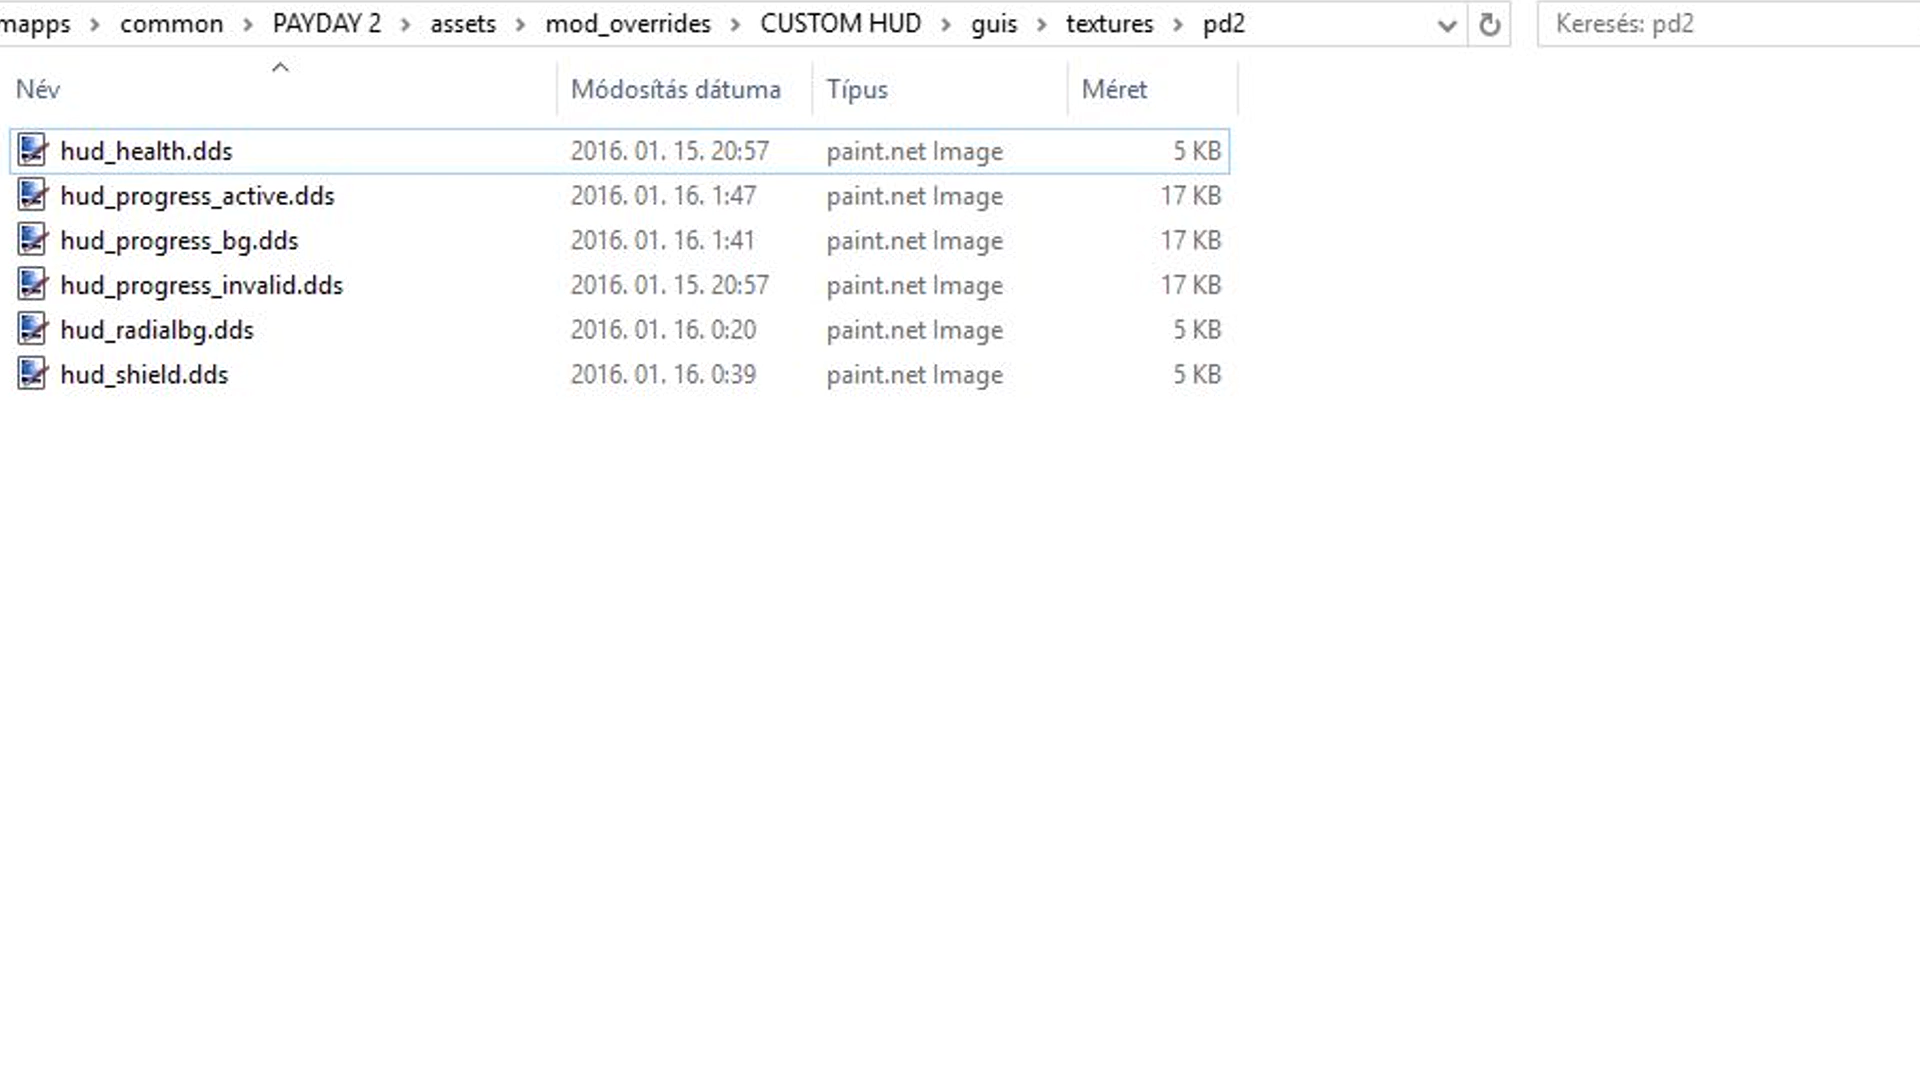 mapps > common > PAYDAY 2 > assets > mod_overrides > CUSTOM HUD > guis > textures > pd2 Keresés: pd2
Név Módosítás dátuma Típus Méret
hud_health.dds 2016. 01. 15. 20:57 paint.net Image 5 KB
hud_progress_active.dds 2016. 01. 16. 1:47 paint.net Image 17 KB
hud_progress_bg.dds 2016. 01. 16. 1:41 paint.net Image 17 KB
hud_progress_invalid.dds 2016. 01. 15. 20:57 paint.net Image 17 KB
hud_radialbg.dds 2016. 01. 16. 0:20 paint.net Image 5 KB
hud_shield.dds 2016. 01. 16. 0:39 paint.net Image 5 KB